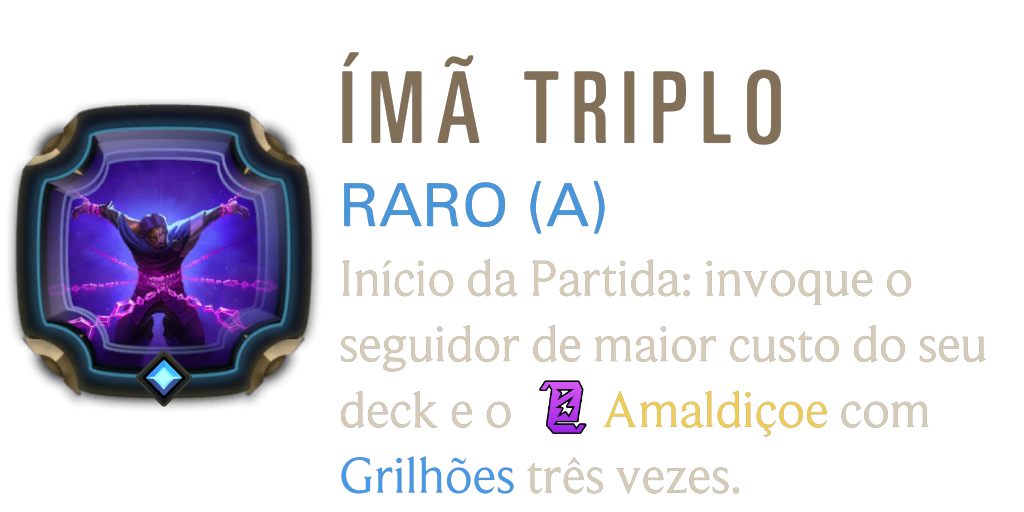 ÍMÃ TRIPLO
RARO (A)
Início da Partida: invoque o
seguidor de maior custo do seu
deck e o Amaldiçoe com
Grilhões três vezes.